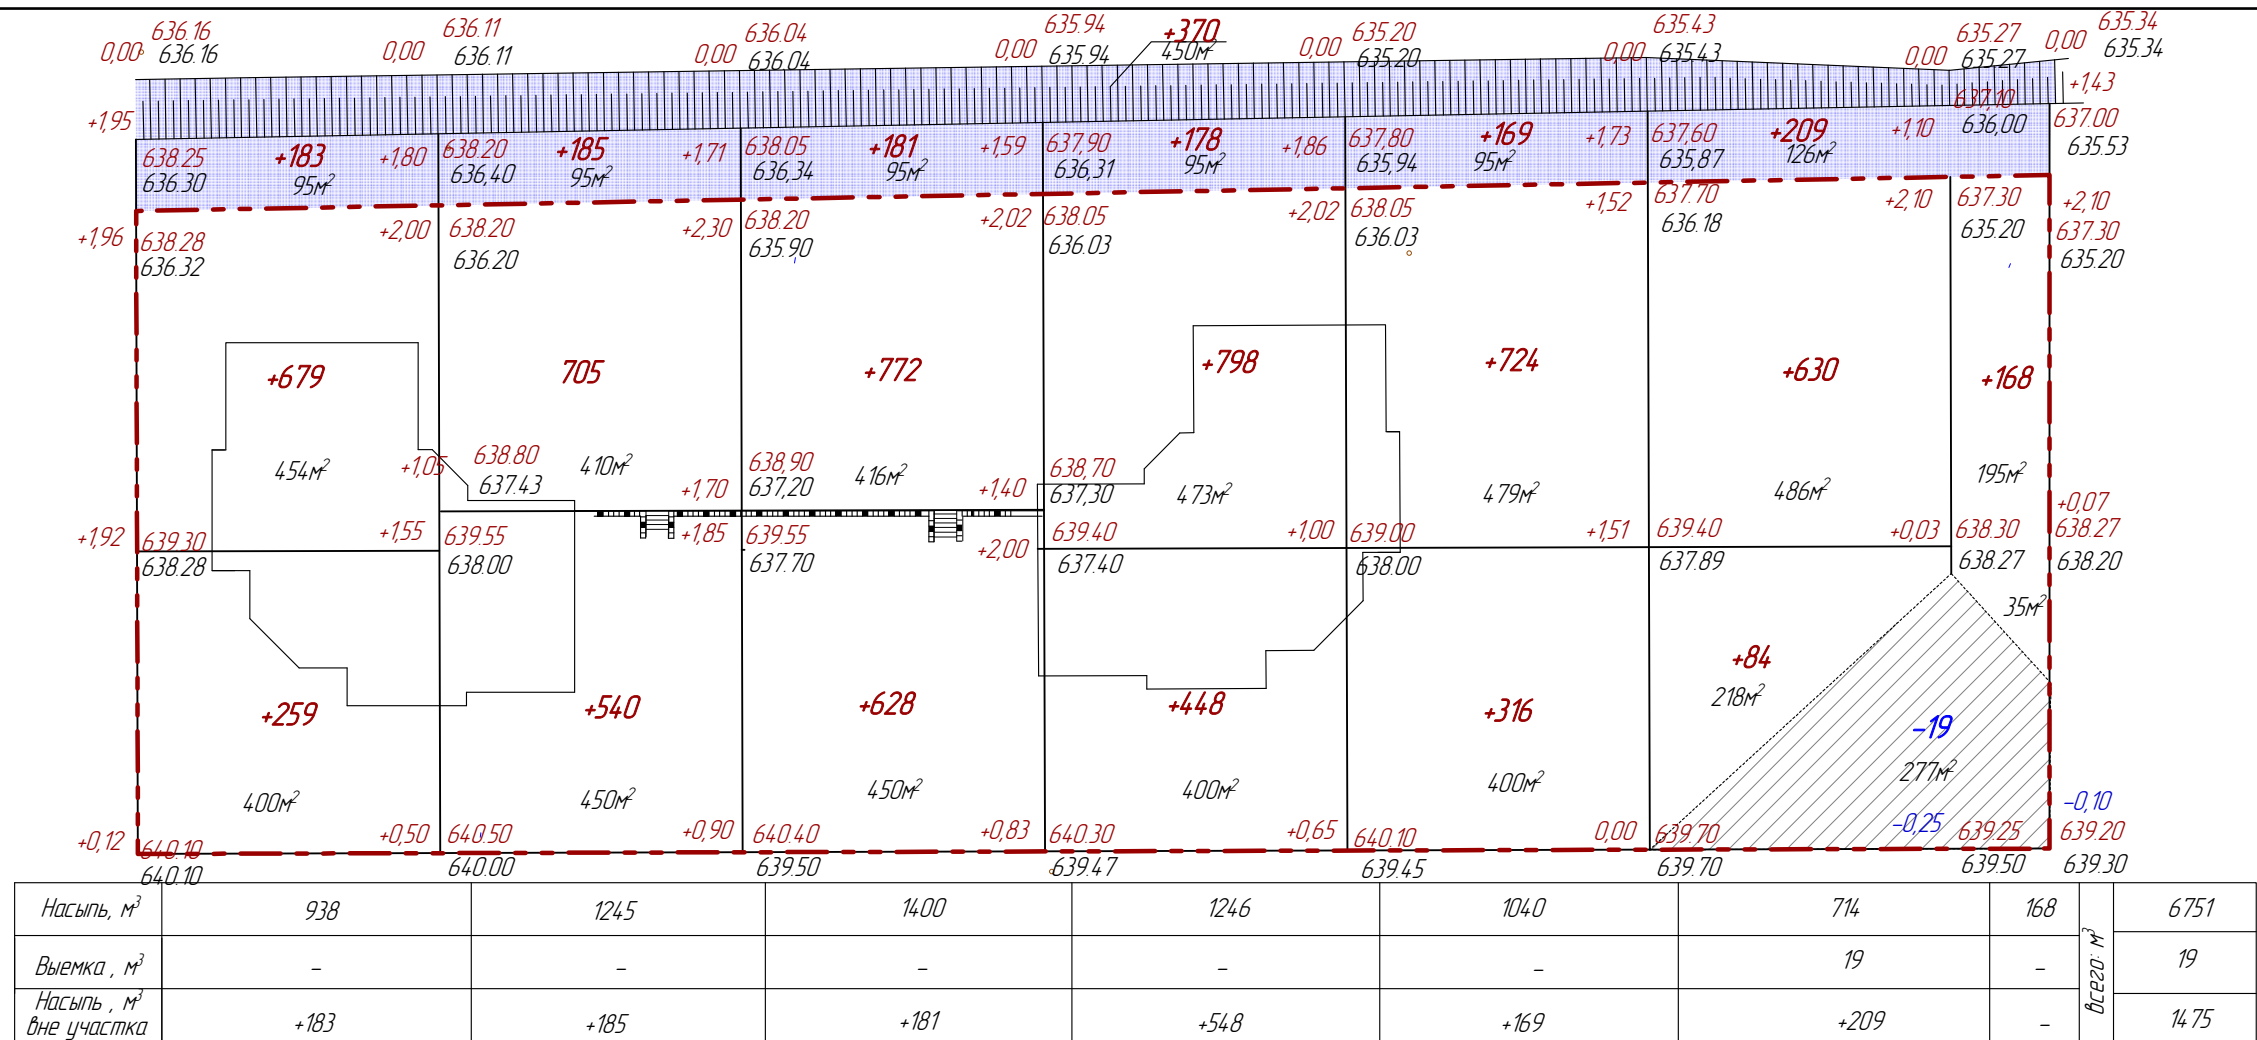 636.16 636.11 636.04 635.94 +370 635.20 635.43 635.27 635.34
0,00 636.16 0,00 636.11 0,00 636.04 0,00 635.94 450м² 0,00 635.20 0,00 635.43 0,00 635.27 0,00 635.34
+1,43
+1,95 637.10 637.00
638.25 +183 +1,80 638.20 +185 +1,71 638.05 +181 +1,59 637,90 +178 +1,86 637,80 +169 +1,73 637,60 +209 +1,10 636,00 635.53
636.30 95м² 636,40 95м² 636,34 95м² 636,31 95м² 635,94 95м² 635,87 126м²
+1,96 638.28 +2,00 638.20 +2,30 638.20 +2,02 638.05 +2,02 638.05 +1,52 637.70 +2,10 637.30 +2,10
637.30
636.32 636.20 635.90 636.03 636.03 636.18 635.20 635.20
+679 705 +772 +798 +724 +630 +168
454м² +1,05 638.80 410м² 638,90 416м² 638,70 473м² 479м² 486м² 195м²
637.43 +1,70 637,20 +1,40 637,30 +0,07
+1,92 639.30 +1,55 639.55 +1,85 639.55 +2,00 639.40 +1,00 639.00 +1,51 639.40 +0,03 638.30 638.27
638.28 638.00 637.70 637.40 638.00 637.89 638.27 638.20
35м²
+84
218м²
+259 +540 +628 +448 +316 -19
277м²
400м² 450м² 450м² 400м² 400м²
-0,10
+0,12 640.10 +0,50 640.50 +0,90 640.40 +0,83 640.30 +0,65 640.10 0,00 639.70 -0,25 639.25 639.20
640.10 640.00 639.50 639.47 639.45 639.70 639.50 639.30
Насыпь, м³ 938 1245 1400 1246 1040 714 168 Всего: м³ 6751
Выемка , м³ - - - - - 19 - 19
Насыпь , м³
вне участка +183 +185 +181 +548 +169 +209 - 1475